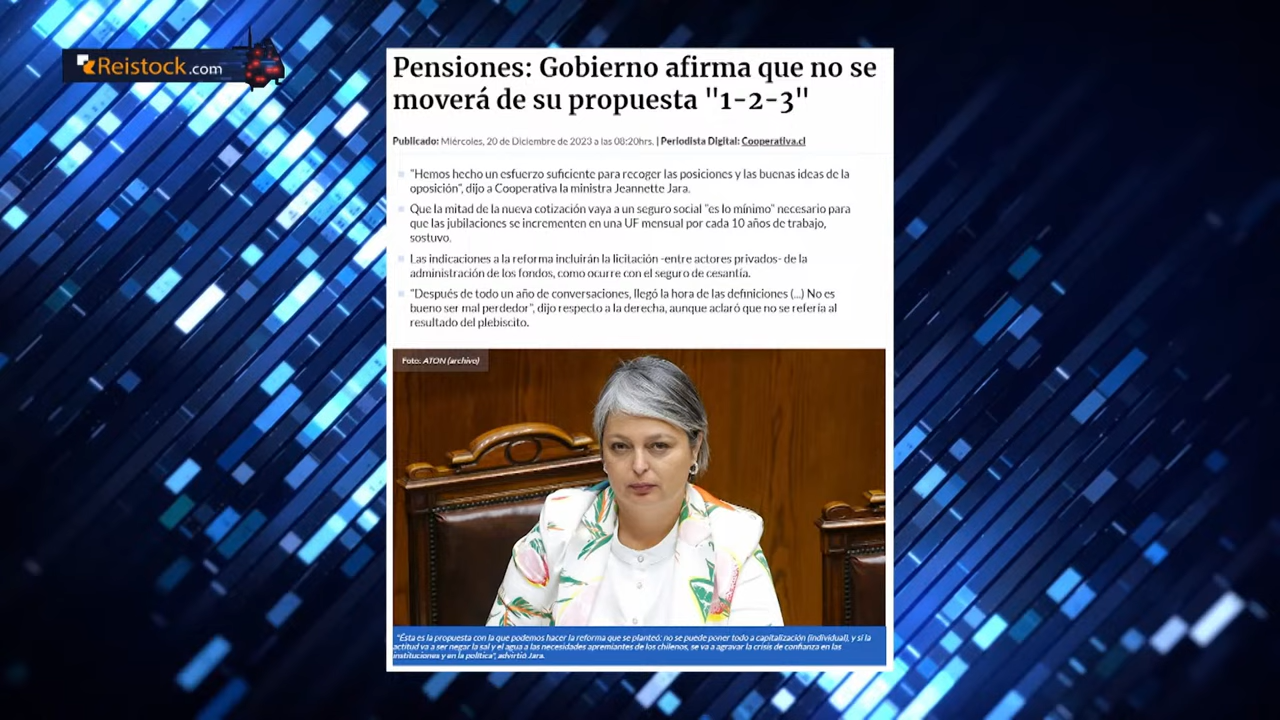 Reistock.com
Pensiones: Gobierno afirma que no se
moverá de su propuesta "1-2-3"
Publicado: Miércoles, 20 de Diciembre de 2023 a las 08:20hrs. | Periodista Digital: Cooperativa.cl
"Hemos hecho un esfuerzo suficiente para recoger las posiciones y las buenas ideas de la
oposición", dijo a Cooperativa la ministra Jeannette Jara.
Que la mitad de la nueva cotización vaya a un seguro social "es lo mínimo" necesario para
que las jubilaciones se incrementen en una UF mensual por cada 10 años de trabajo,
sostuvo.
Las indicaciones a la reforma incluirán la licitación -entre actores privados- de la
administración de los fondos, como ocurre con el seguro de cesantía.
"Después de todo un año de conversaciones, llegó la hora de las definiciones (...) No es
bueno ser mal perdedor", dijo respecto a la derecha, aunque aclaró que no se refería al
resultado del plebiscito.
Foto: ATON (archivo)
"Ésta es la propuesta con la que podemos hacer la reforma que se planteó: no se puede poner todo a capitalización (individual), y si la
actitud va a ser negar la sal y el agua a las necesidades apremiantes de los chilenos, se va a agravar la crisis de confianza en las
instituciones y en la política", advirtió Jara.